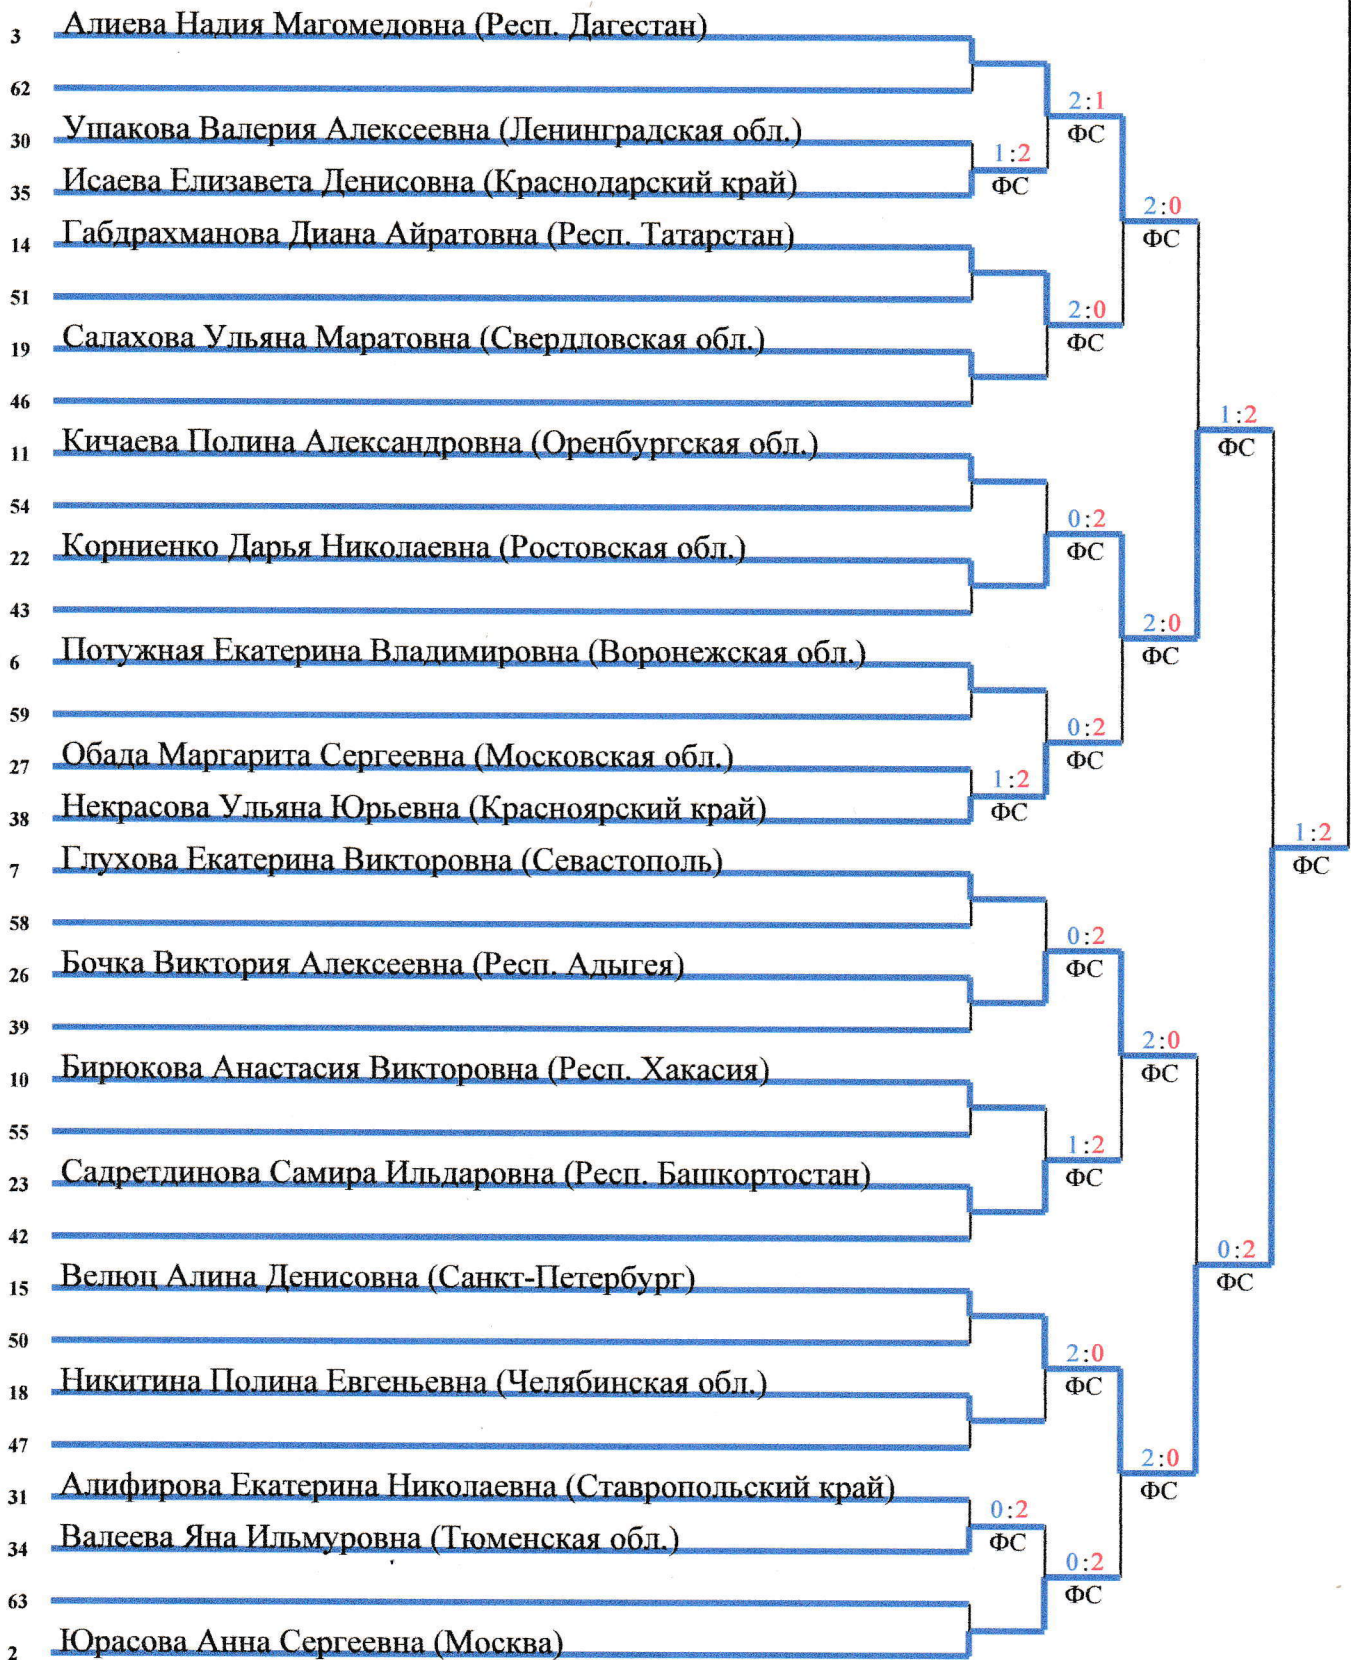 3 Алиева Надия Магомедовна (Респ. Дагестан)
62
2:1
ФС
30 Ушакова Валерия Алексеевна (Ленинградская обл.)
1:2
ФС
35 Исаева Елизавета Денисовна (Краснодарский край)
2:0
ФС
14 Габдрахманова Диана Айратовна (Респ. Татарстан)
51
2:0
ФС
19 Салахова Ульяна Маратовна (Свердловская обл.)
46
1:2
ФС
11 Кичаева Полина Александровна (Оренбургская обл.)
54
0:2
ФС
22 Корниенко Дарья Николаевна (Ростовская обл.)
43
2:0
ФС
6 Потужная Екатерина Владимировна (Воронежская обл.)
59
0:2
ФС
27 Обада Маргарита Сергеевна (Московская обл.)
1:2
ФС
38 Некрасова Ульяна Юрьевна (Красноярский край)
1:2
ФС
7 Глухова Екатерина Викторовна (Севастополь)
58
0:2
ФС
26 Бочка Виктория Алексеевна (Респ. Адыгея)
39
2:0
ФС
10 Бирюкова Анастасия Викторовна (Респ. Хакасия)
55
1:2
ФС
23 Садретдинова Самира Ильдаровна (Респ. Башкортостан)
42
0:2
ФС
15 Велюц Алина Денисовна (Санкт-Петербург)
50
2:0
ФС
18 Никитина Полина Евгеньевна (Челябинская обл.)
47
2:0
ФС
31 Алифирова Екатерина Николаевна (Ставропольский край)
0:2
ФС
34 Валеева Яна Ильмуровна (Тюменская обл.)
0:2
ФС
63
2 Юрасова Анна Сергеевна (Москва)